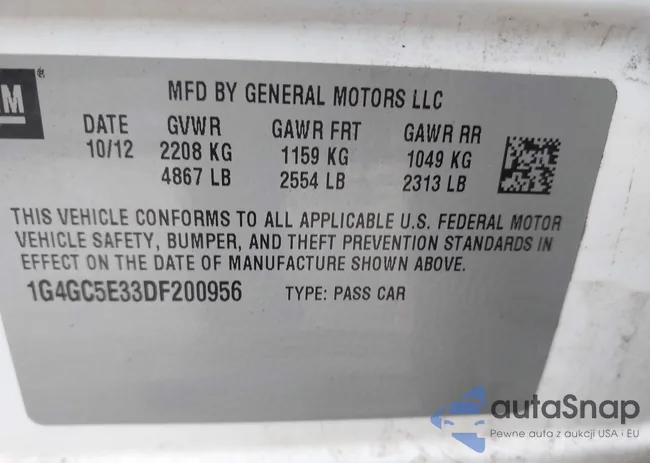 GM®
MFD BY GENERAL MOTORS LLC
DATE GVWR GAWR FRT GAWR RR
10/12 2208 KG 1159 KG 1049 KG
4867 LB 2554 LB 2313 LB
THIS VEHICLE CONFORMS TO ALL APPLICABLE U.S. FEDERAL MOTOR
VEHICLE SAFETY, BUMPER, AND THEFT PREVENTION STANDARDS IN
EFFECT ON THE DATE OF MANUFACTURE SHOWN ABOVE.
1G4GC5E33DF200956 TYPE: PASS CAR
autaSnap
Pewne auta z aukcji USA i EU